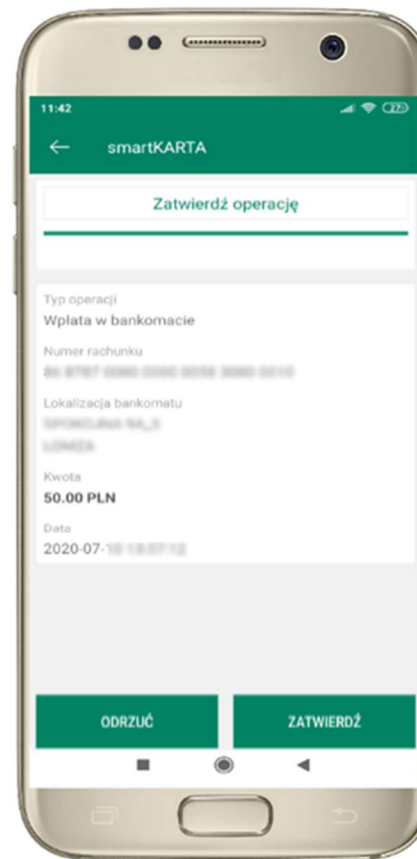 11:42
27
smartKARTA
Zatwierdź operację
Typ operacji
Wpłata w bankomacie
Numer rachunku
Lokalizacja bankomatu
Kwota
50.00 PLN
Data
2020-07-
ODRZUĆ
ZATWIERDŹ